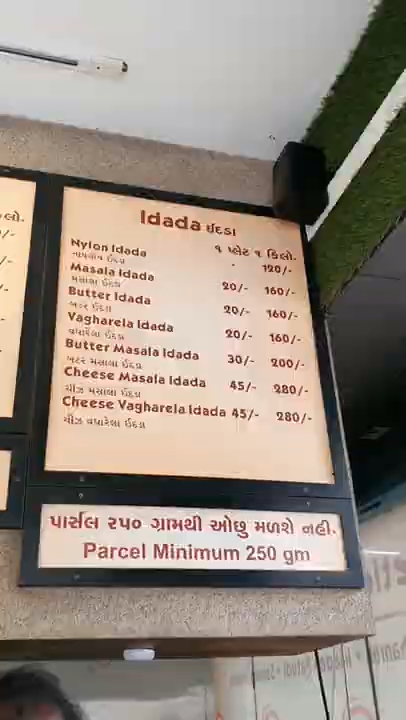 Idada ઈદડા
૧ પ્લેટ ૧ કિલો.
Nylon Idada - 120/-
નાયલોન ઈદડા
Masala Idada 20/- 160/-
મસાલા ઈદડા
Butter Idada 20/- 160/-
બટર ઈદડા
Vagharela Idada 20/- 160/-
વઘારેલા ઈદડા
Butter Masala Idada 30/- 200/-
બટર મસાલા ઈદડા
Cheese Masala Idada 45/- 280/-
ચીઝ મસાલા ઈદડા
Cheese Vagharela Idada 45/- 280/-
ચીઝ વઘારેલા ઈદડા
પાર્સલ ૨૫૦ ગ્રામથી ઓછુ મળશે નહી.
Parcel Minimum 250 gm